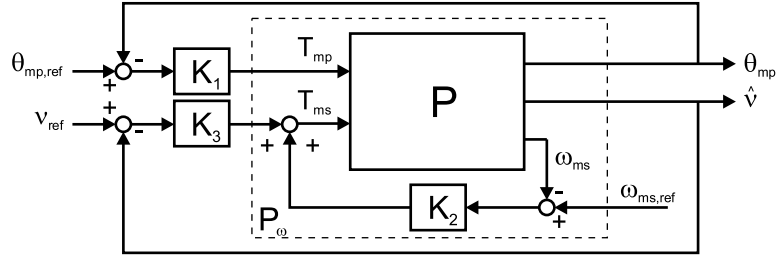 θmp,ref
-
+
K1
Tmp
P
θmp
νref
+
-
K3
Tms
+
+
ν̂
ωms
-
ωms,ref
+
K2
Pω